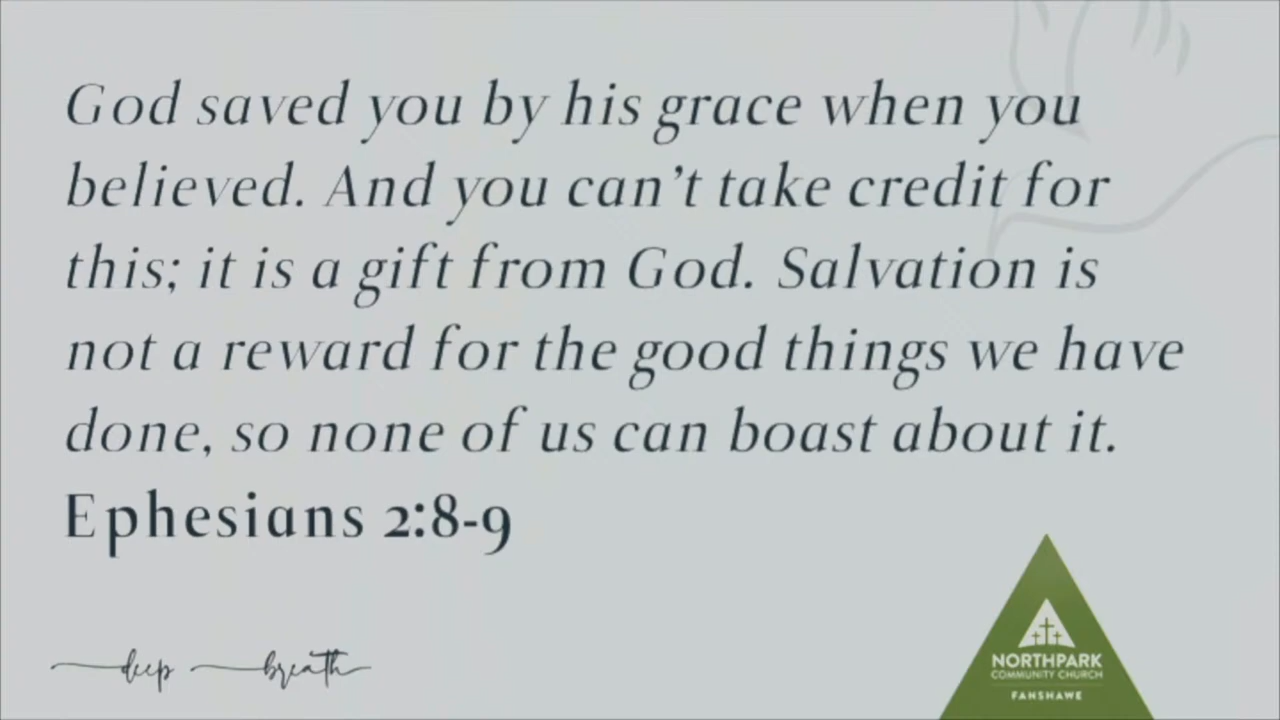 God saved you by his grace when you
believed. And you can’t take credit for
this; it is a gift from God. Salvation is
not a reward for the good things we have
done, so none of us can boast about it.
Ephesians 2:8-9
deep breath
NORTHPARK
COMMUNITY CHURCH
FANSHAWE